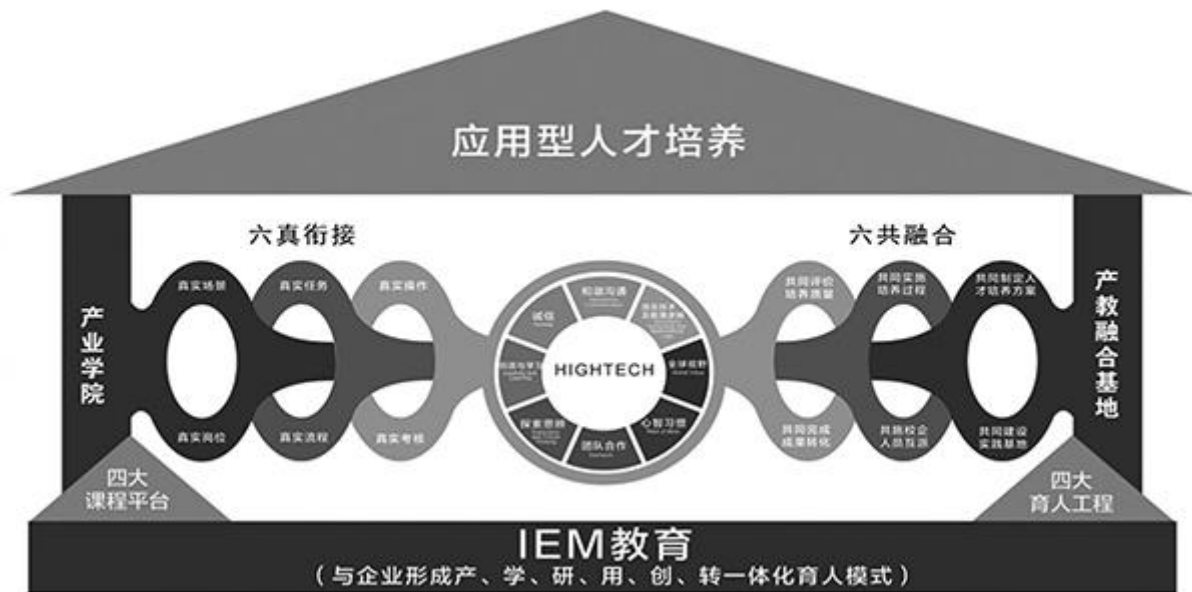 应用型人才培养
六真衔接
六共融合
真实场景
真实任务
真实操作
真实岗位
真实流程
真实考核
和谐沟通
诚信
全球视野
心智习惯
团队合作
探索思辨
创造与学习
HIGHTECH
共同评价
培养质量
共同实施
培养过程
共同制定人
才培养方案
共同完成
成果转化
共施校企
人员互派
共同建设
实践基地
产业学院
产教融合基地
四大
课程平台
四大
育人工程
IEM教育
(与企业形成产、学、研、用、创、转一体化育人模式)